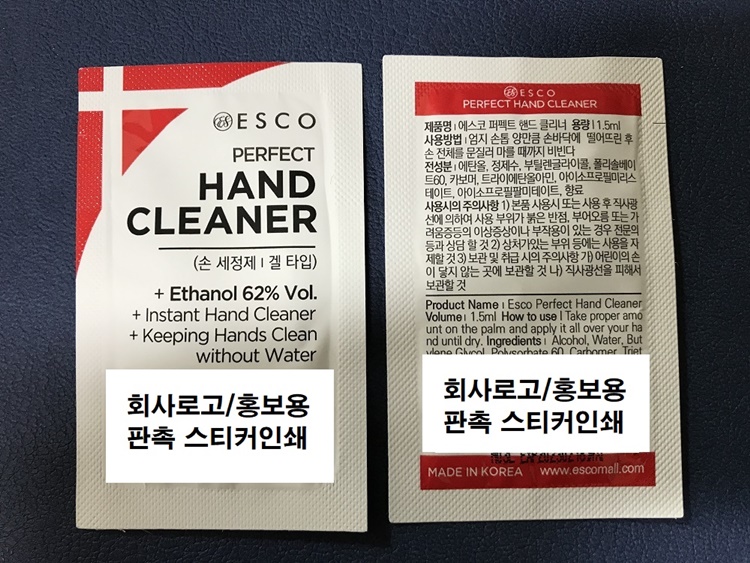 ESCO
PERFECT
HAND
CLEANER
(손 세정제 | 겔 타입)
+ Ethanol 62% Vol.
+ Instant Hand Cleaner
+ Keeping Hands Clean
without Water
회사로고/홍보용
판촉 스티커인쇄
ESCO
PERFECT HAND CLEANER
제품명 | 에스코 퍼펙트 핸드 클리너 용량 | 1.5ml
사용방법 | 엄지 손톱 양만큼 손바닥에 떨어뜨린 후
손 전체를 문질러 마를 때까지 비빈다
전성분 | 에탄올, 정제수, 부틸렌글라이콜, 폴리솔베이
트60, 카보머, 트라이에탄올아민, 아이소프로필미리스
테이트, 아이소프로필팔미테이트, 향료
사용시의 주의사항 1) 본품 사용시 또는 사용 후 직사광
선에 의하여 사용 부위가 붉은 반점, 부어오름 또는 가
려움증등의 이상증상이나 부작용이 있는 경우 전문의
등과 상담 할 것 2) 상처가있는 부위 등에는 사용을 자
제할 것 3) 보관 및 취급 시의 주의사항 가) 어린이의 손
이 닿지 않는 곳에 보관할 것 나) 직사광선을 피해서
보관할 것
Product Name | Esco Perfect Hand Cleaner
Volume | 1.5ml How to use | Take proper amo
unt on the palm and apply it all over your ha
nd until dry. Ingredients | Alcohol, Water, But
ylene Glycol, Polysorbate 60, Carbomer, Triet
회사로고/홍보용
판촉 스티커인쇄
MADE IN KOREA www.escomall.com